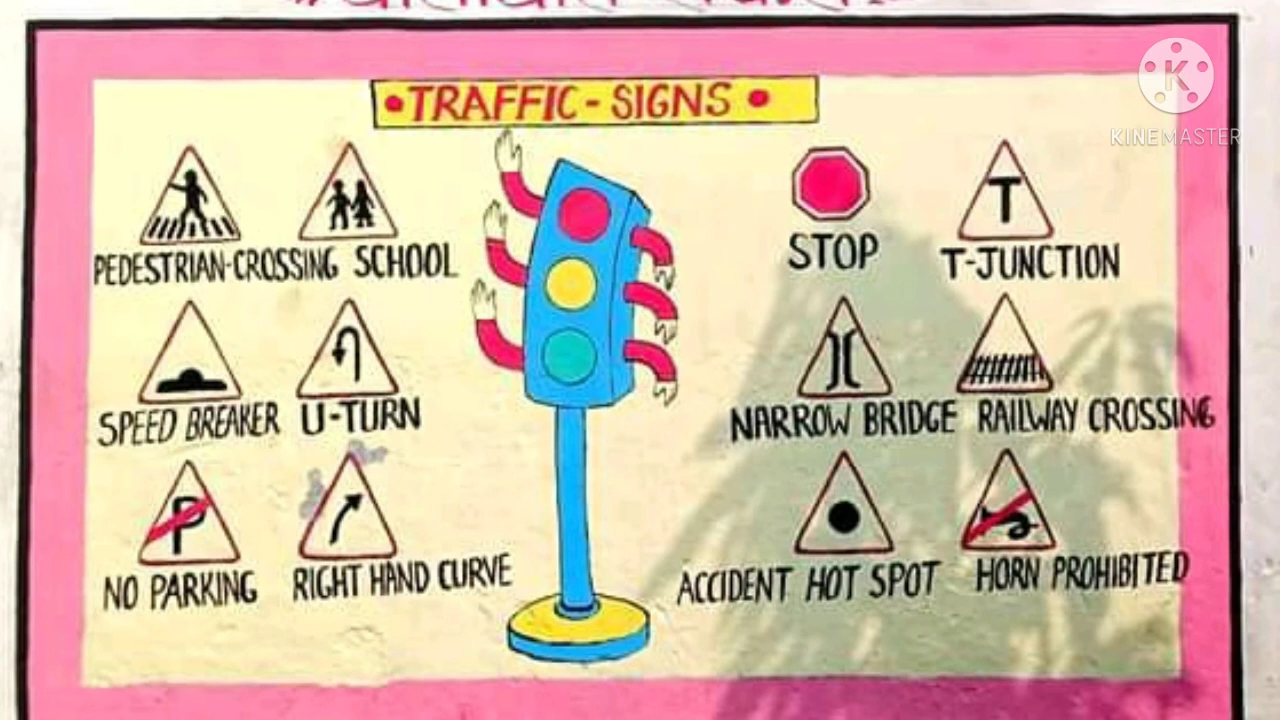 •TRAFFIC-SIGNS•
PEDESTRIAN-CROSSING SCHOOL
STOP
T
T-JUNCTION
SPEED BREAKER U-TURN
NARROW BRIDGE RAILWAY CROSSING
P
NO PARKING RIGHT HAND CURVE
ACCIDENT HOT SPOT HORN PROHIBITED
K
KINEMASTER